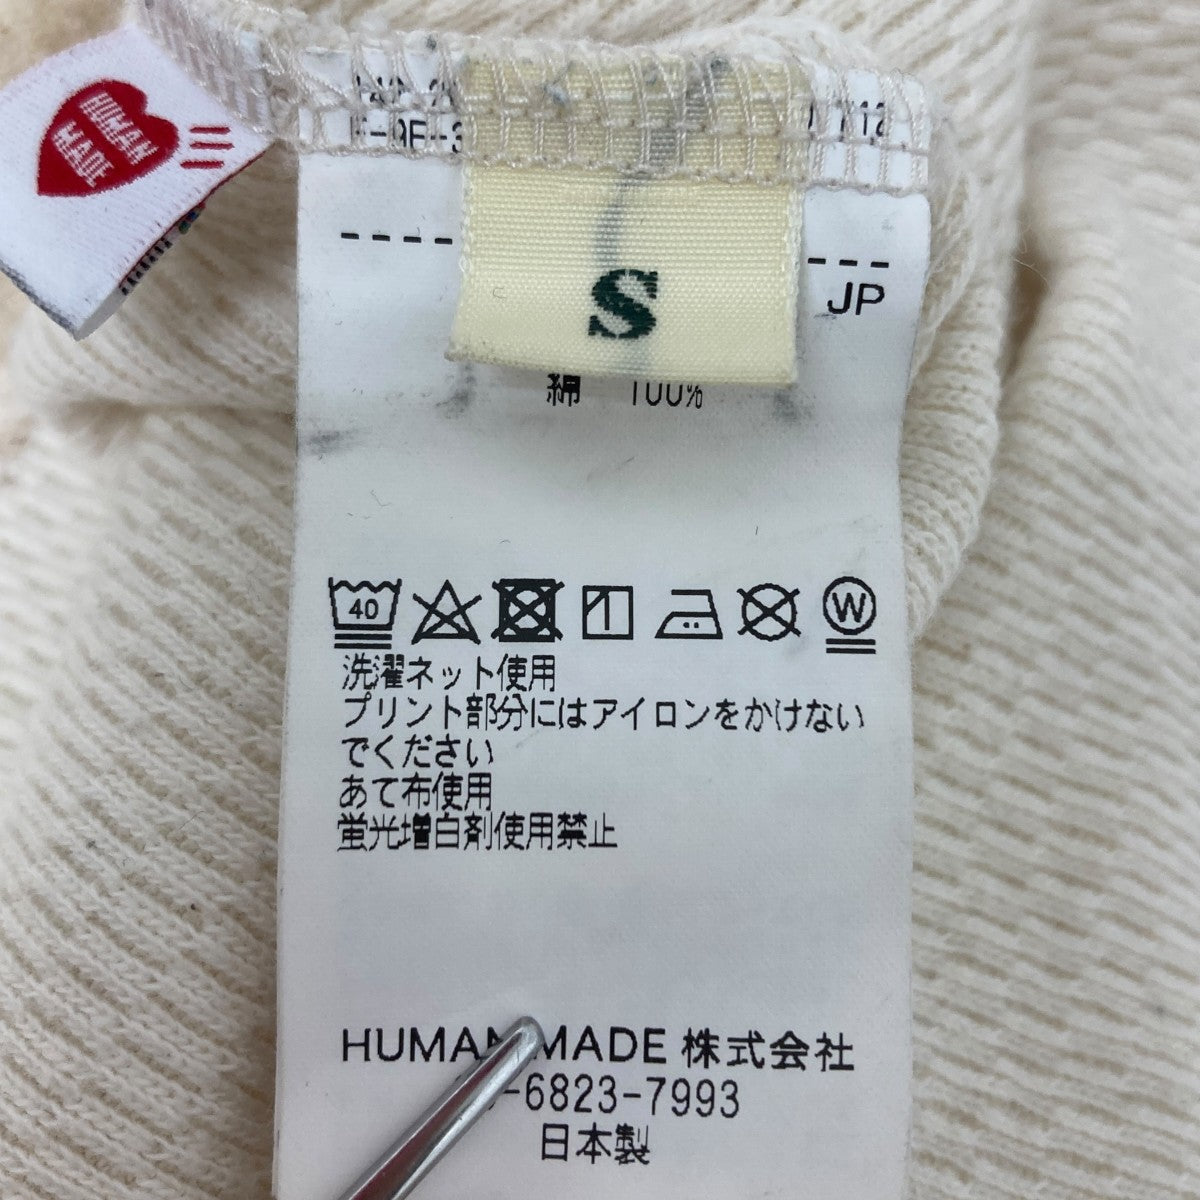 HUMAN
MADE
S
JP
綿 100%
40
W
洗濯ネット使用
プリント部分にはアイロンをかけない
でください
あて布使用
蛍光増白剤使用禁止
HUMAN MADE 株式会社
-6823-7993
日本製